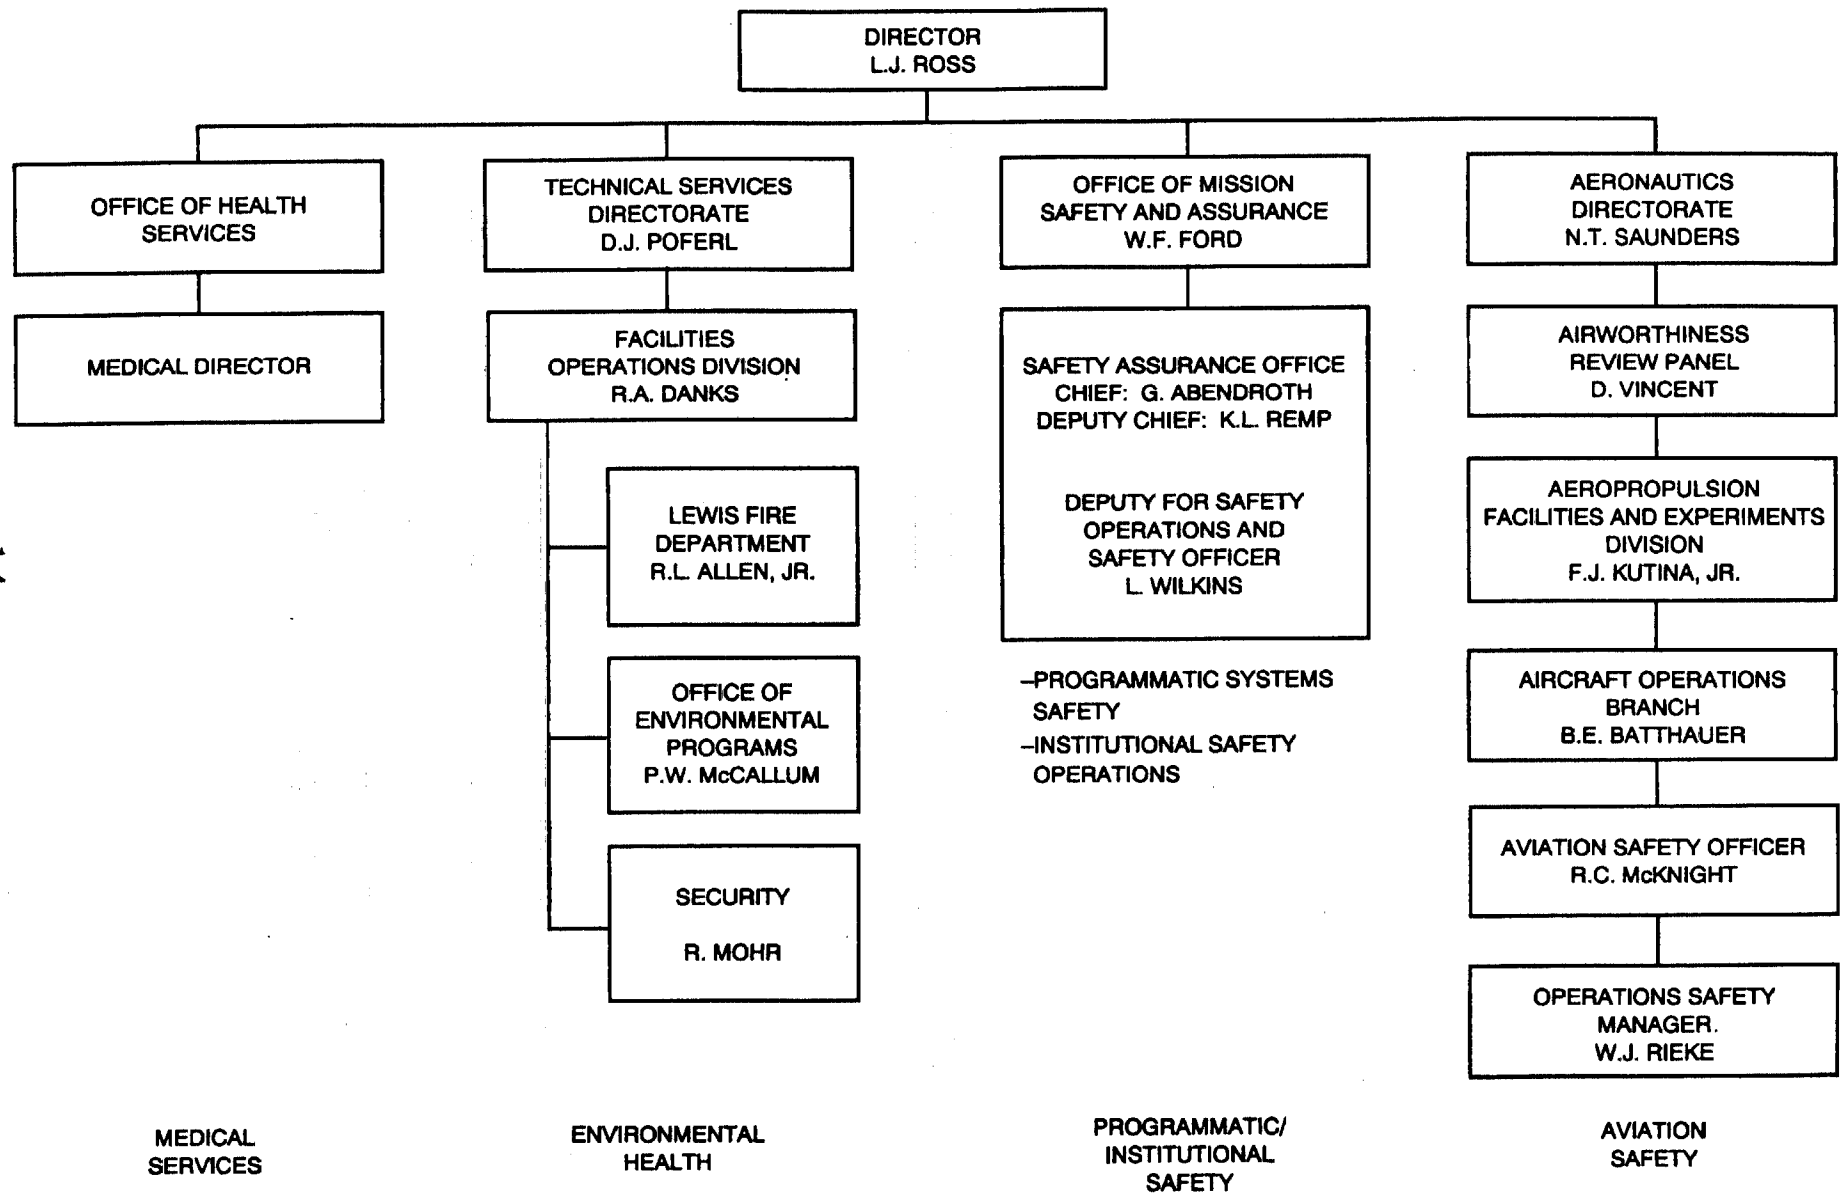 DIRECTOR
L.J. ROSS
OFFICE OF HEALTH
SERVICES
MEDICAL DIRECTOR
TECHNICAL SERVICES
DIRECTORATE
D.J. POFERL
FACILITIES
OPERATIONS DIVISION
R.A. DANKS
LEWIS FIRE
DEPARTMENT
R.L. ALLEN, JR.
OFFICE OF
ENVIRONMENTAL
PROGRAMS
P.W. McCALLUM
SECURITY
R. MOHR
OFFICE OF MISSION
SAFETY AND ASSURANCE
W.F. FORD
SAFETY ASSURANCE OFFICE
CHIEF: G. ABENDROTH
DEPUTY CHIEF: K.L. REMP
DEPUTY FOR SAFETY
OPERATIONS AND
SAFETY OFFICER
L. WILKINS
–PROGRAMMATIC SYSTEMS
SAFETY
–INSTITUTIONAL SAFETY
OPERATIONS
AERONAUTICS
DIRECTORATE
N.T. SAUNDERS
AIRWORTHINESS
REVIEW PANEL
D. VINCENT
AEROPROPULSION
FACILITIES AND EXPERIMENTS
DIVISION
F.J. KUTINA, JR.
AIRCRAFT OPERATIONS
BRANCH
B.E. BATTHAUER
AVIATION SAFETY OFFICER
R.C. McKNIGHT
OPERATIONS SAFETY
MANAGER.
W.J. RIEKE
MEDICAL
SERVICES
ENVIRONMENTAL
HEALTH
PROGRAMMATIC/
INSTITUTIONAL
SAFETY
AVIATION
SAFETY